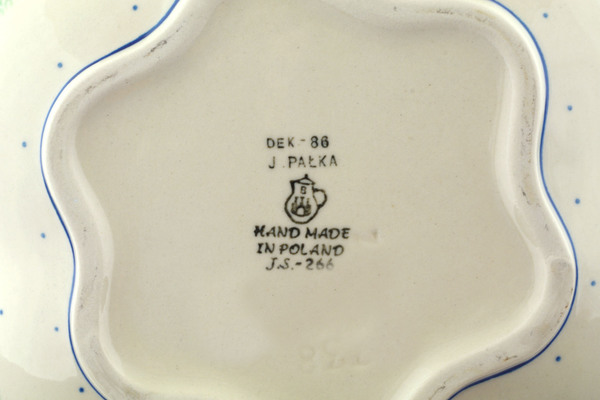 DEK-86
J.PAŁKA
HAND MADE
IN POLAND
J.S.-266